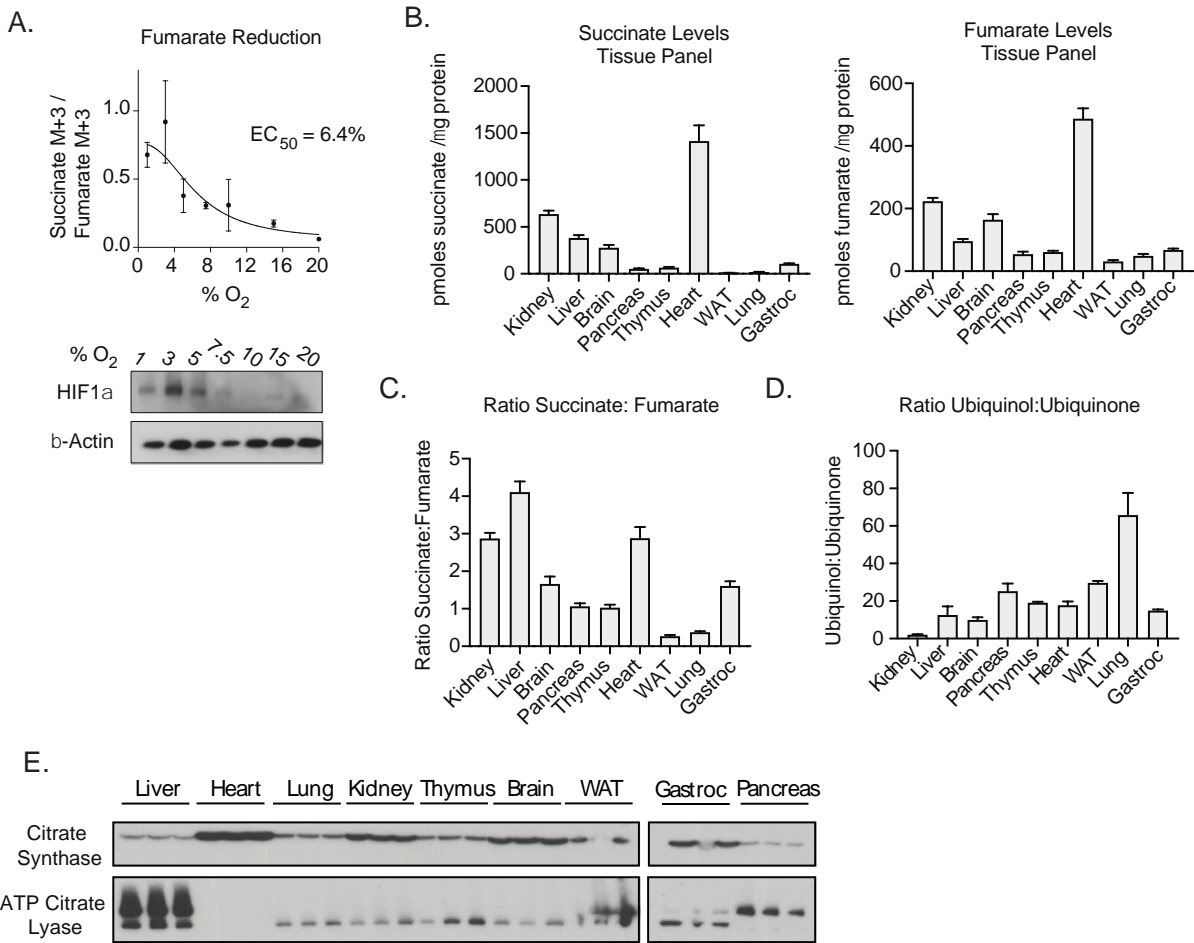 A.
Fumarate Reduction
Succinate M+3 /
Fumarate M+3
1.0
0.5
0.0
EC50 = 6.4%
0 4 8 12 16 20
% O2
% O2 1 3 5 7.5 10 15 20
HIF1a
b-Actin
B.
Succinate Levels
Tissue Panel
pmoles succinate /mg protein
2000
1500
1000
500
0
Kidney Liver Brain Pancreas Thymus Heart WAT Lung Gastroc
Fumarate Levels
Tissue Panel
pmoles fumarate /mg protein
600
400
200
0
Kidney Liver Brain Pancreas Thymus Heart WAT Lung Gastroc
C.
Ratio Succinate: Fumarate
Ratio Succinate:Fumarate
5
4
3
2
1
0
Kidney Liver Brain Pancreas Thymus Heart WAT Lung Gastroc
D.
Ratio Ubiquinol:Ubiquinone
Ubiquinol:Ubiquinone
100
80
60
40
20
0
Kidney Liver Brain Pancreas Thymus Heart WAT Lung Gastroc
E.
Liver Heart Lung Kidney Thymus Brain WAT Gastroc Pancreas
Citrate
Synthase
ATP Citrate
Lyase